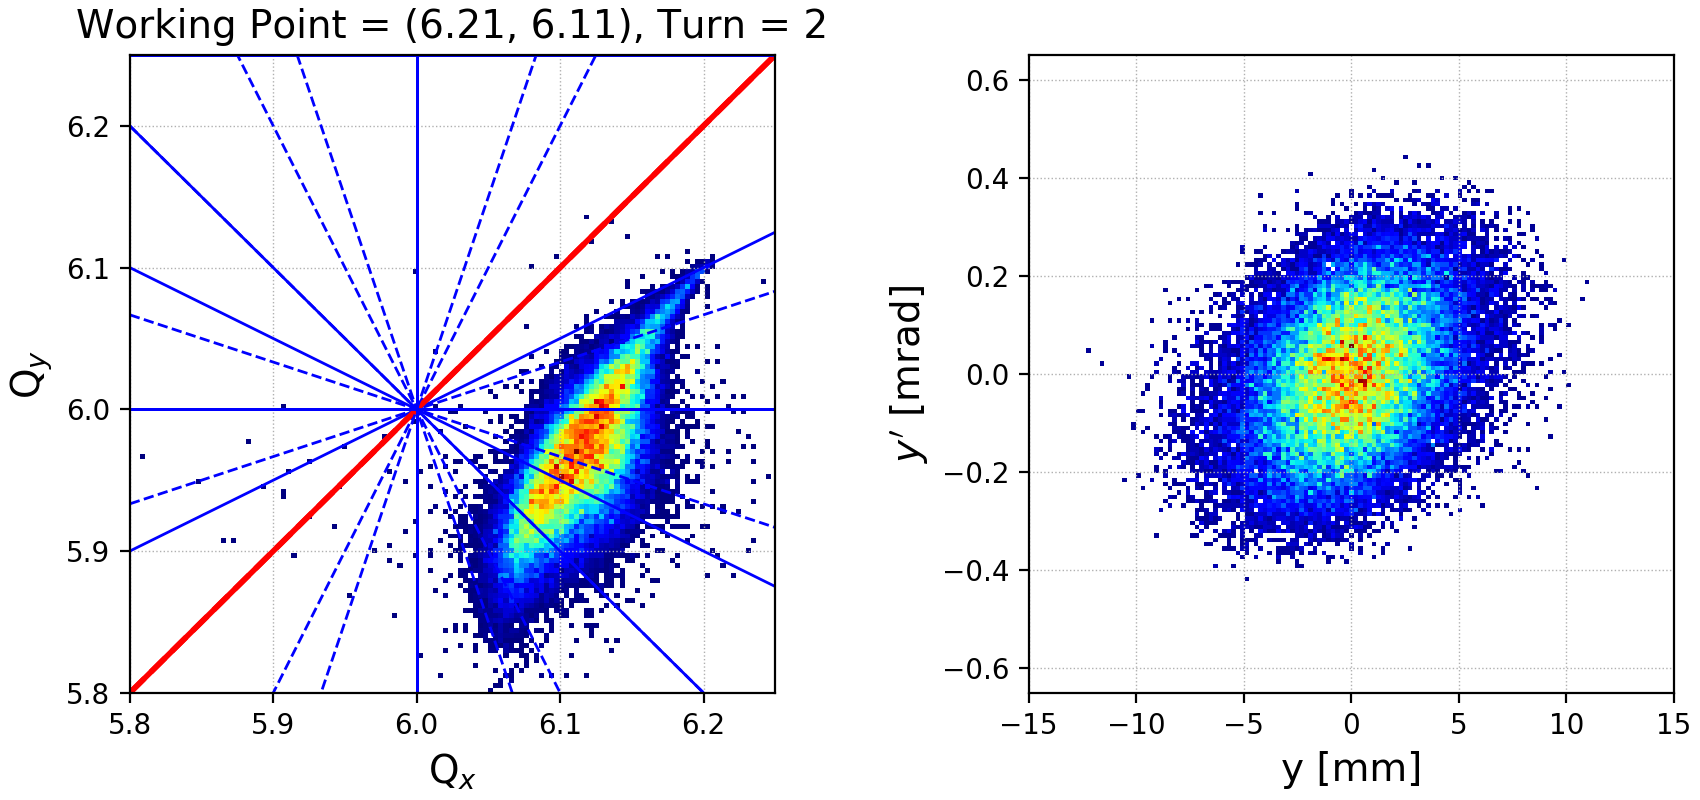 Working Point = (6.21, 6.11), Turn = 2
6.2
6.1
6.0
5.9
5.8
Qy
5.8 5.9 6.0 6.1 6.2
Qx
0.6
0.4
0.2
0.0
−0.2
−0.4
−0.6
y′ [mrad]
−15 −10 −5 0 5 10 15
y [mm]